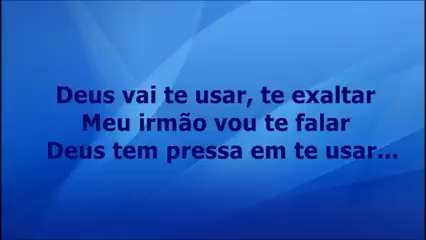 Deus vai te usar, te exaltar
Meu irmão vou te falar
Deus tem pressa em te usar...